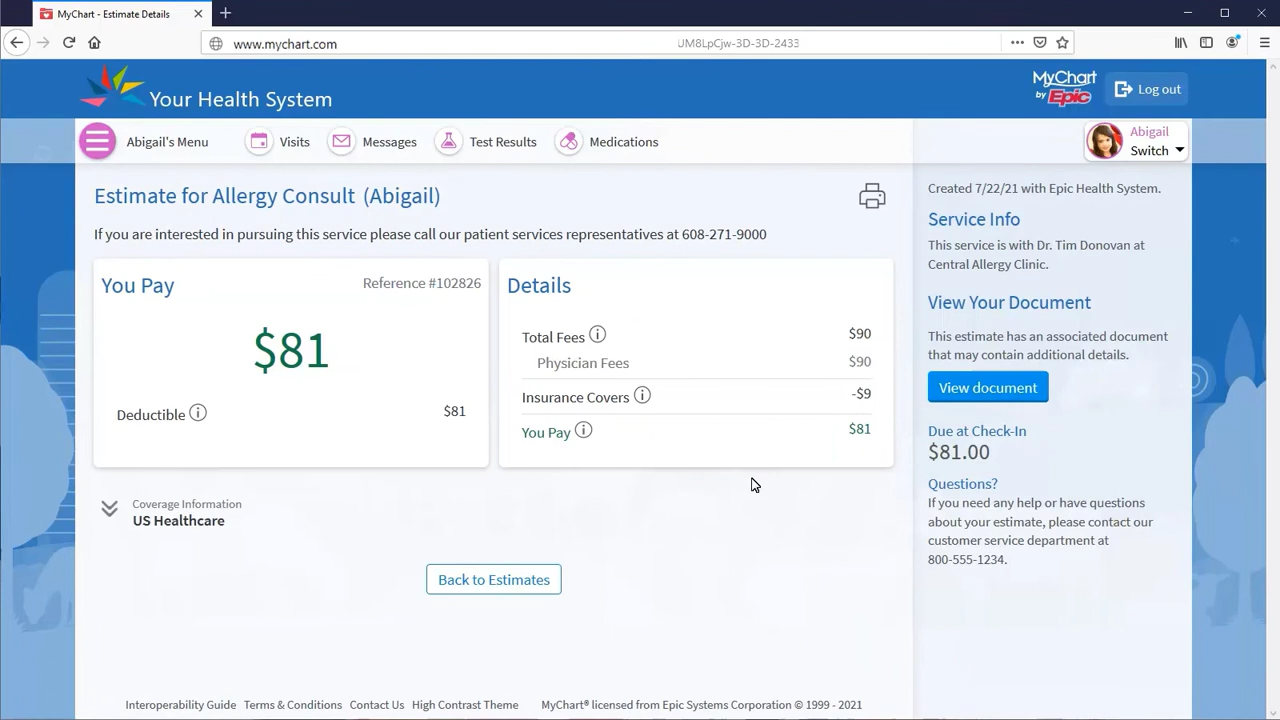 MyChart - Estimate Details
www.mychart.com
UM8LpCjw-3D-3D-2433
Your Health System
MyChart
by Epic
Log out
Abigail's Menu
Visits
Messages
Test Results
Medications
Abigail
Switch
Estimate for Allergy Consult (Abigail)
If you are interested in pursuing this service please call our patient services representatives at 608-271-9000
You Pay
Reference #102826
$81
Deductible
$81
Details
Total Fees
$90
Physician Fees
$90
Insurance Covers
-$9
You Pay
$81
Coverage Information
US Healthcare
Back to Estimates
Created 7/22/21 with Epic Health System.
Service Info
This service is with Dr. Tim Donovan at
Central Allergy Clinic.
View Your Document
This estimate has an associated document
that may contain additional details.
View document
Due at Check-In
$81.00
Questions?
If you need any help or have questions
about your estimate, please contact our
customer service department at
800-555-1234.
Interoperability Guide
Terms & Conditions
Contact Us
High Contrast Theme
MyChart® licensed from Epic Systems Corporation © 1999 - 2021